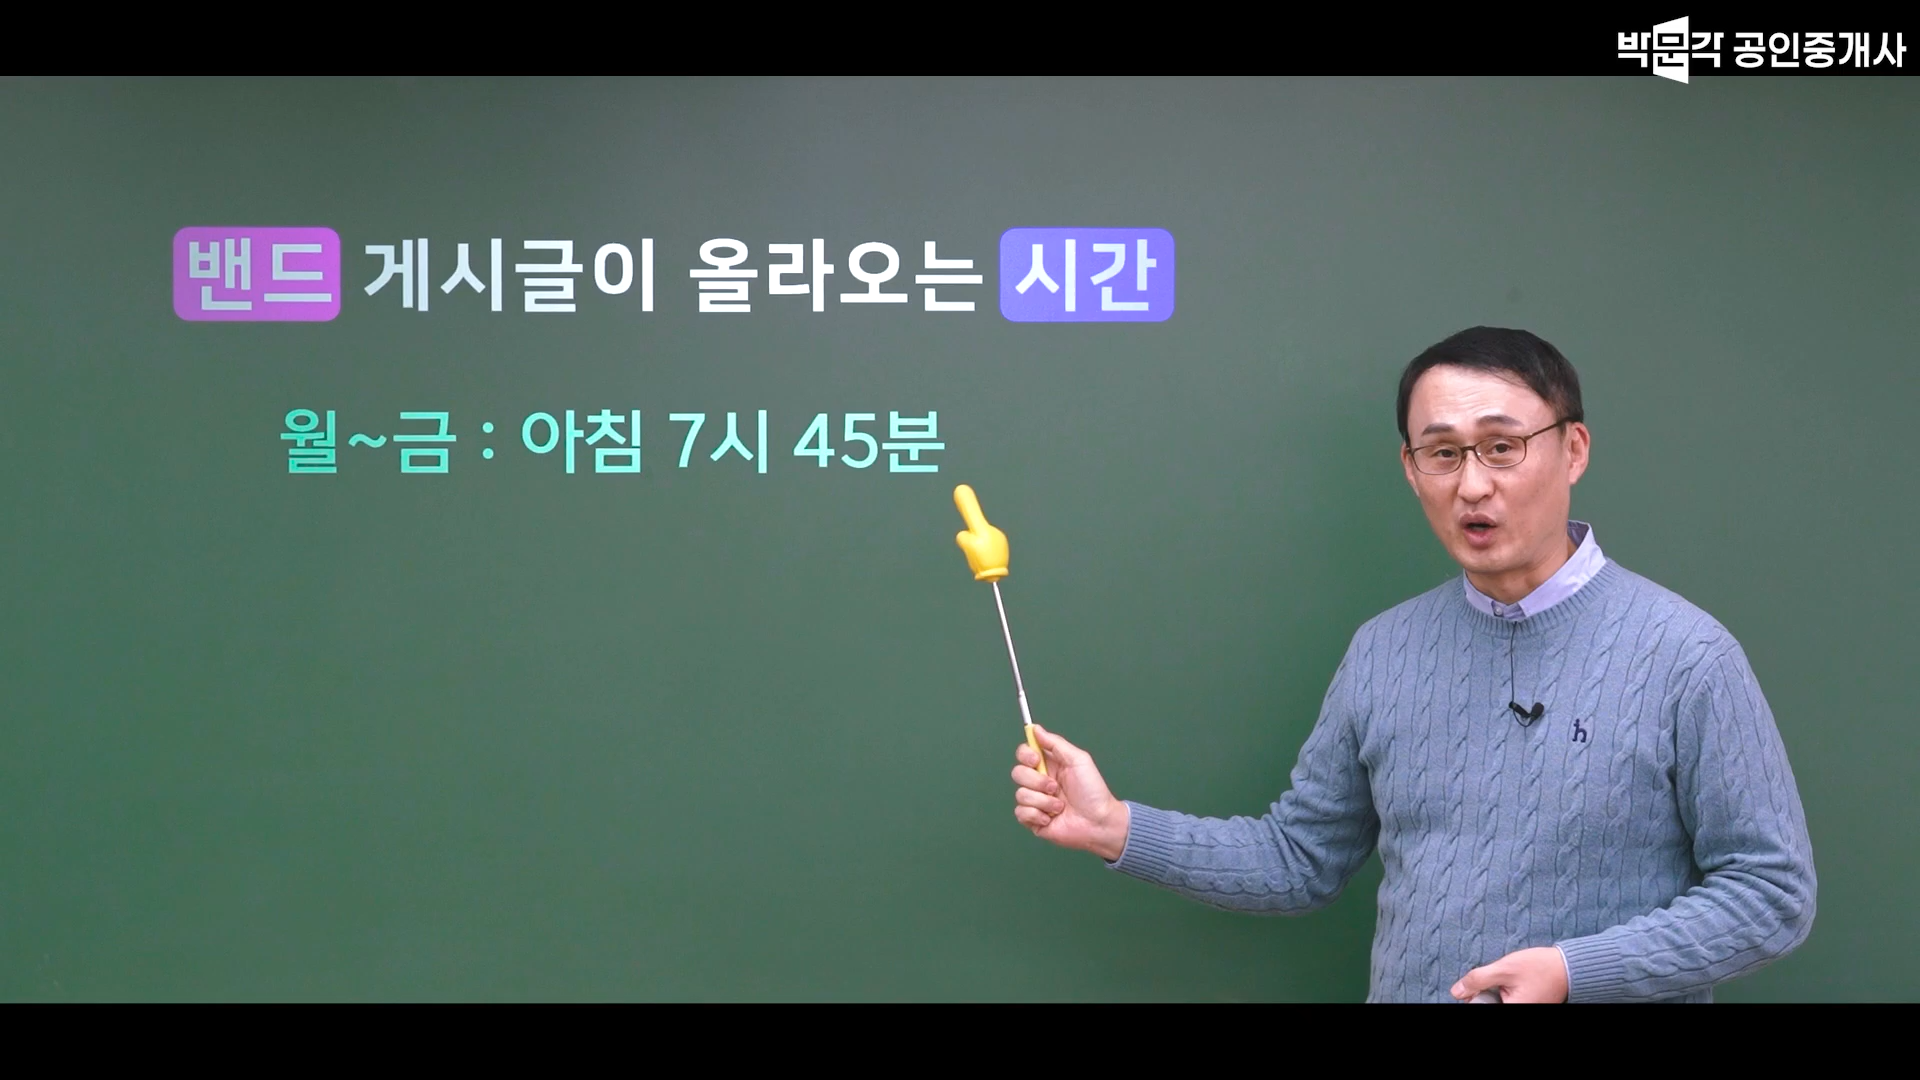 박문각 공인중개사
밴드 게시글이 올라오는 시간
월~금 : 아침 7시 45분